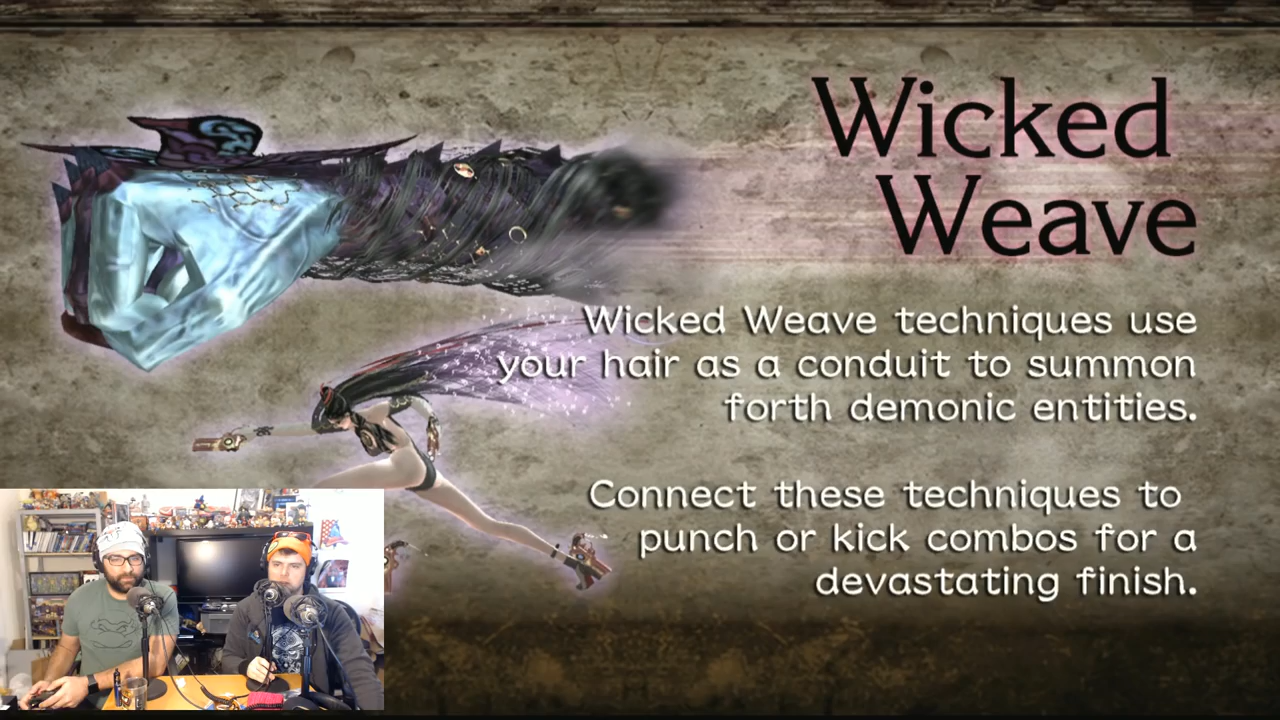 Wicked
Weave
Wicked Weave techniques use
your hair as a conduit to summon
forth demonic entities.
Connect these techniques to
punch or kick combos for a
devastating finish.